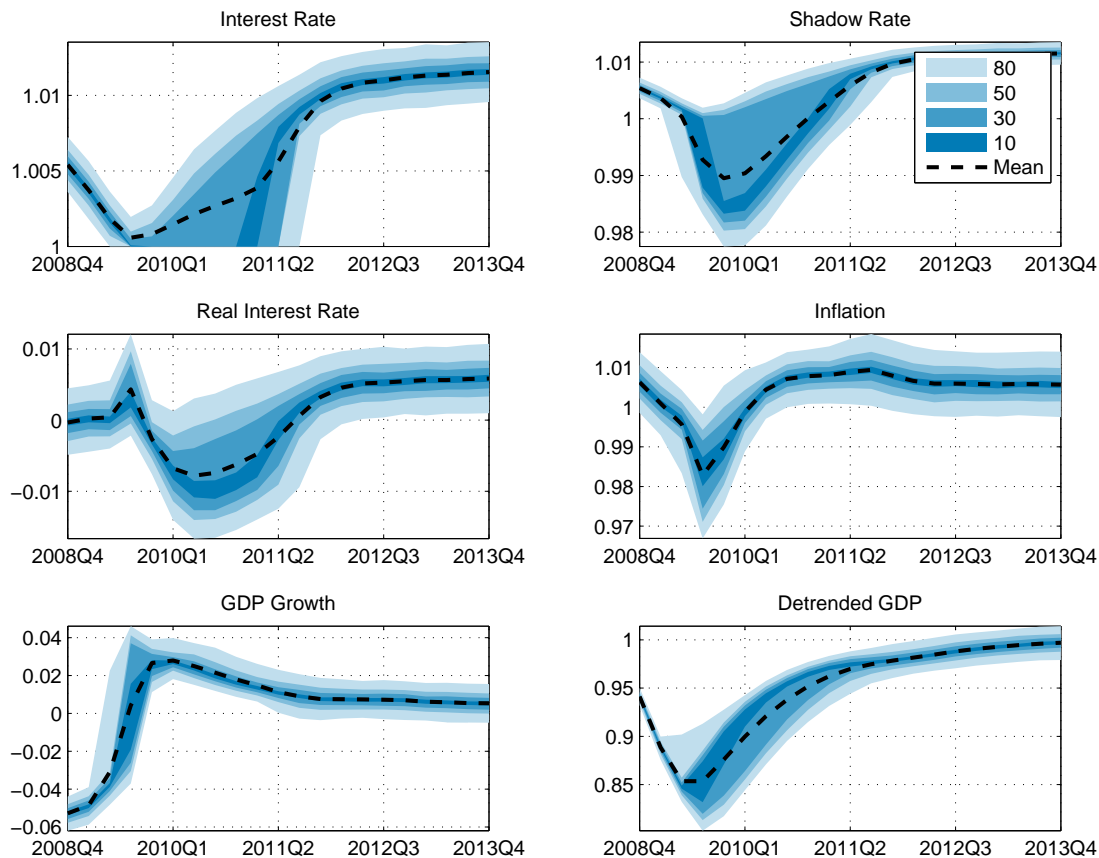 Interest Rate
1.01
1.005
1
2008Q4 2010Q1 2011Q2 2012Q3 2013Q4
Shadow Rate
1.01
1
0.99
0.98
80
50
30
10
Mean
2008Q4 2010Q1 2011Q2 2012Q3 2013Q4
Real Interest Rate
0.01
0
−0.01
2008Q4 2010Q1 2011Q2 2012Q3 2013Q4
Inflation
1.01
1
0.99
0.98
0.97
2008Q4 2010Q1 2011Q2 2012Q3 2013Q4
GDP Growth
0.04
0.02
0
−0.02
−0.04
−0.06
2008Q4 2010Q1 2011Q2 2012Q3 2013Q4
Detrended GDP
1
0.95
0.9
0.85
2008Q4 2010Q1 2011Q2 2012Q3 2013Q4